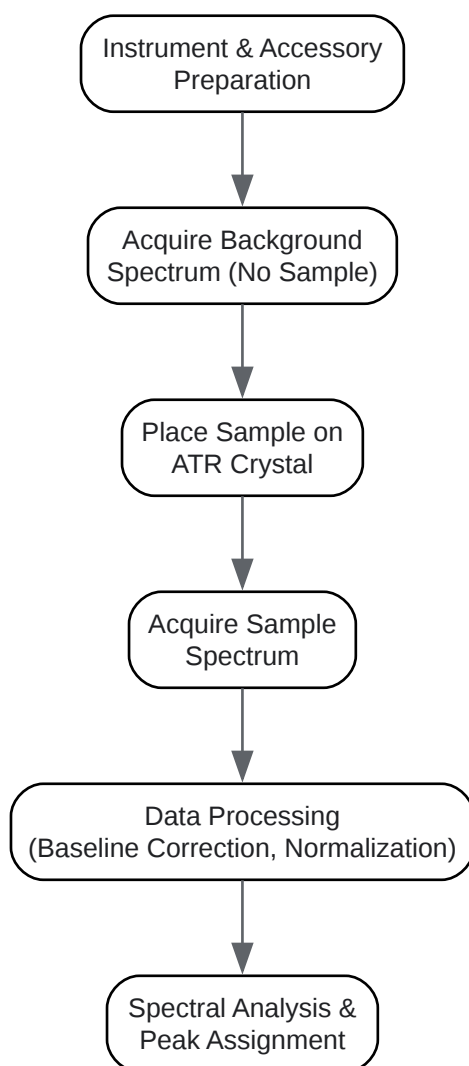 Instrument & Accessory
Preparation
Acquire Background
Spectrum (No Sample)
Place Sample on
ATR Crystal
Acquire Sample
Spectrum
Data Processing
(Baseline Correction, Normalization)
Spectral Analysis &
Peak Assignment